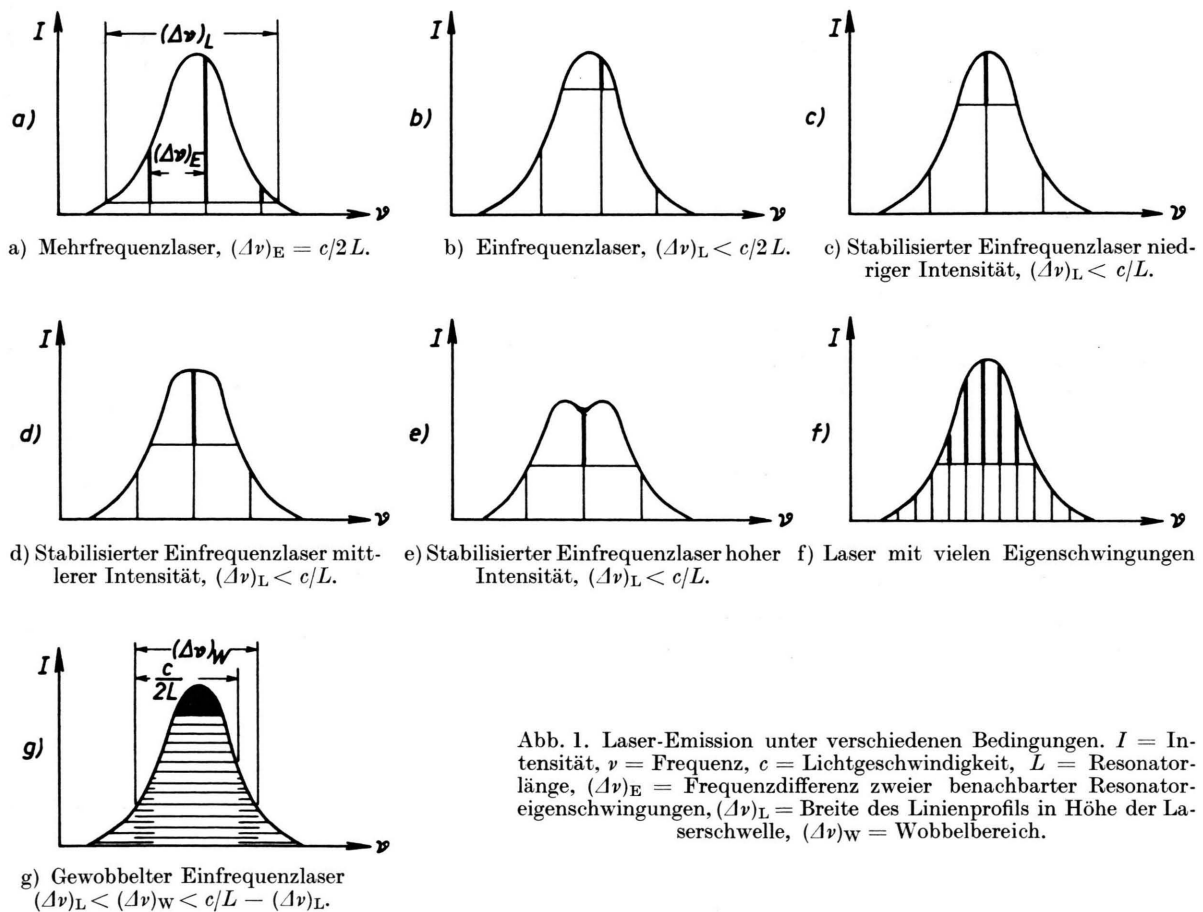 I
(Δν)L
a)
(Δν)E
ν
a) Mehrfrequenzlaser, (Δν)E = c/2L.
I
b)
ν
b) Einfrequenzlaser, (Δν)L < c/2L.
I
c)
ν
c) Stabilisierter Einfrequenzlaser nied-
riger Intensität, (Δν)L < c/L.
I
d)
ν
d) Stabilisierter Einfrequenzlaser mitt-
lerer Intensität, (Δν)L < c/L.
I
e)
ν
e) Stabilisierter Einfrequenzlaser hoher
Intensität, (Δν)L < c/L.
I
f)
ν
f) Laser mit vielen Eigenschwingungen
I
(Δν)W
c
2L
g)
ν
g) Gewobbelter Einfrequenzlaser
(Δν)L < (Δν)W < c/L − (Δν)L.
Abb. 1. Laser-Emission unter verschiedenen Bedingungen. I = In-
tensität, ν = Frequenz, c = Lichtgeschwindigkeit, L = Resonator-
länge, (Δν)E = Frequenzdifferenz zweier benachbarter Resonator-
eigenschwingungen, (Δν)L = Breite des Linienprofils in Höhe der La-
serschwelle, (Δν)W = Wobbelbereich.